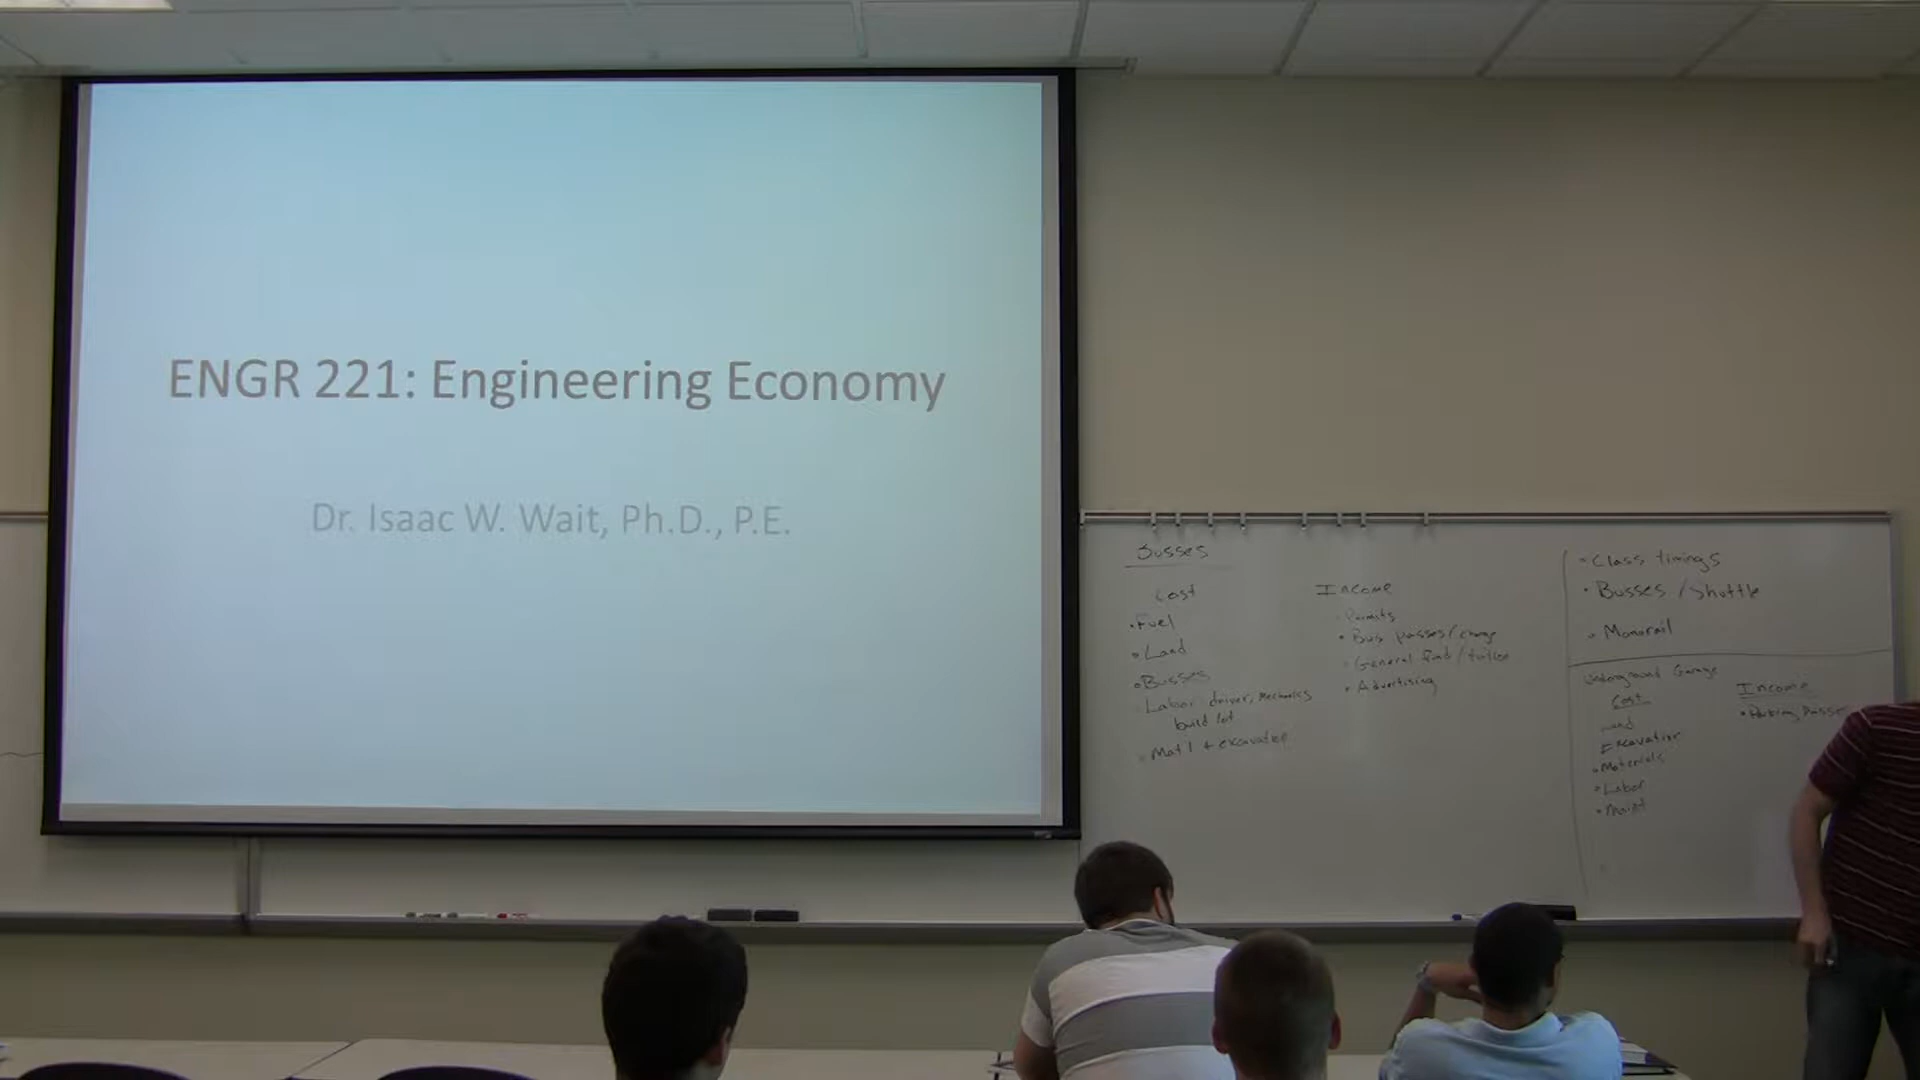 ENGR 221: Engineering Economy
Dr. Isaac W. Wait, Ph.D., P.E.
Busses
Cost
• Fuel
• Land
• Busses
Labor driver, Mechanics
build lot
• Mat'l + excavation
Income
• Permits
• Bus passes/charge
• General fund/tuition
• Advertising
• Class timings
• Busses / Shuttle
• Monorail
Underground Garage
Cost
Land
Excavation
• Materials
• Labor
• Maint
Income
• Parking Passes